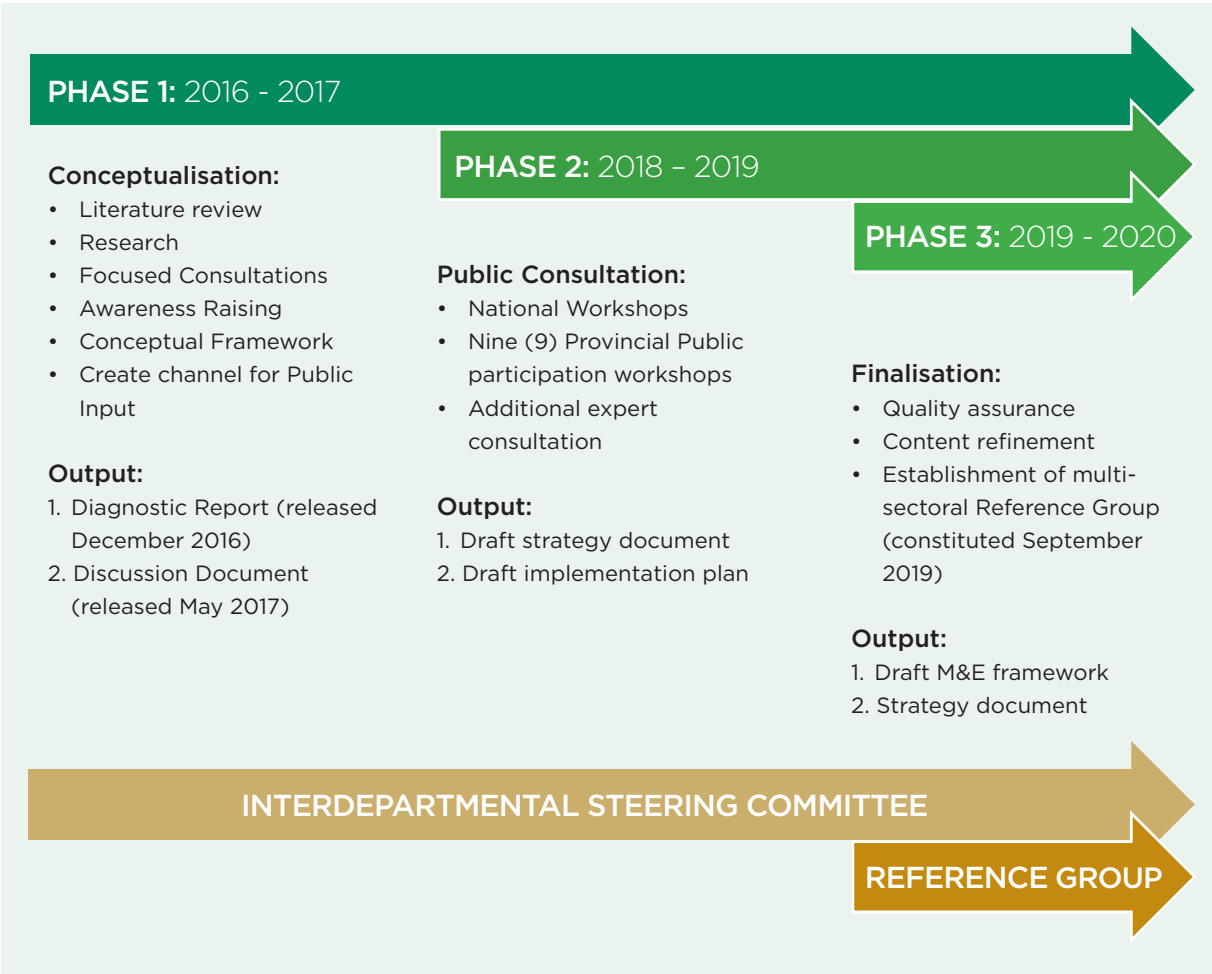 PHASE 1: 2016 - 2017
Conceptualisation:
• Literature review
• Research
• Focused Consultations
• Awareness Raising
• Conceptual Framework
• Create channel for Public
Input
Output:
1. Diagnostic Report (released
December 2016)
2. Discussion Document
(released May 2017)
PHASE 2: 2018 – 2019
Public Consultation:
• National Workshops
• Nine (9) Provincial Public
participation workshops
• Additional expert
consultation
Output:
1. Draft strategy document
2. Draft implementation plan
PHASE 3: 2019 - 2020
Finalisation:
• Quality assurance
• Content refinement
• Establishment of multi-
sectoral Reference Group
(constituted September
2019)
Output:
1. Draft M&E framework
2. Strategy document
INTERDEPARTMENTAL STEERING COMMITTEE
REFERENCE GROUP